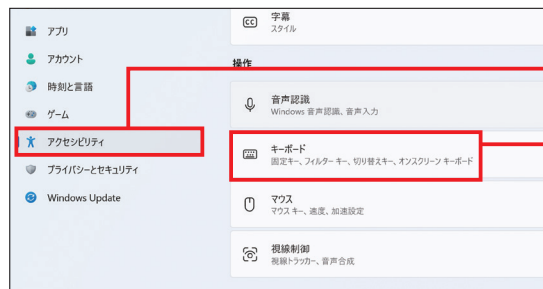 アプリ
アカウント
時刻と言語
ゲーム
アクセシビリティ
プライバシーとセキュリティ
Windows Update
CC
字幕
スタイル
操作
音声認識
Windows 音声認識、音声入力
キーボード
固定キー、フィルター キー、切り替えキー、オンスクリーン キーボード
マウス
マウス キー、速度、加速設定
視線制御
視線トラッカー、音声合成